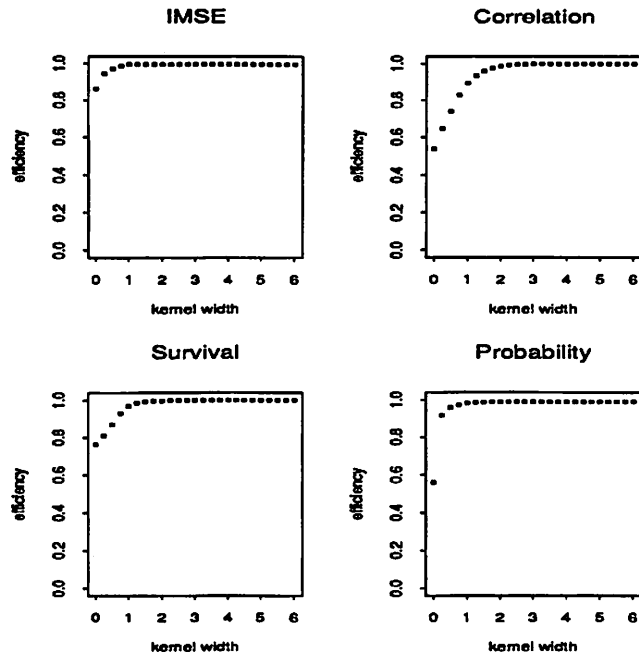 IMSE
efficiency
0.0 0.2 0.4 0.6 0.8 1.0
0 1 2 3 4 5 6
kernel width
Correlation
efficiency
0.0 0.2 0.4 0.6 0.8 1.0
0 1 2 3 4 5 6
kernel width
Survival
efficiency
0.0 0.2 0.4 0.6 0.8 1.0
0 1 2 3 4 5 6
kernel width
Probability
efficiency
0.0 0.2 0.4 0.6 0.8 1.0
0 1 2 3 4 5 6
kernel width